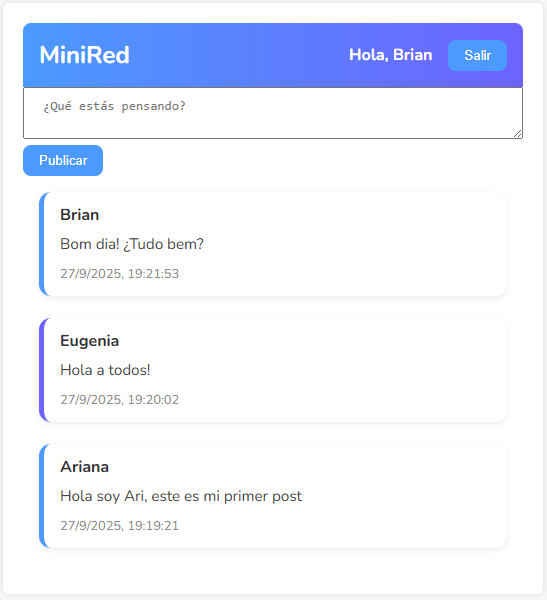 MiniRed
Hola, Brian
Salir
¿Qué estás pensando?
Publicar
Brian
Bom dia! ¿Tudo bem?
27/9/2025, 19:21:53
Eugenia
Hola a todos!
27/9/2025, 19:20:02
Ariana
Hola soy Ari, este es mi primer post
27/9/2025, 19:19:21